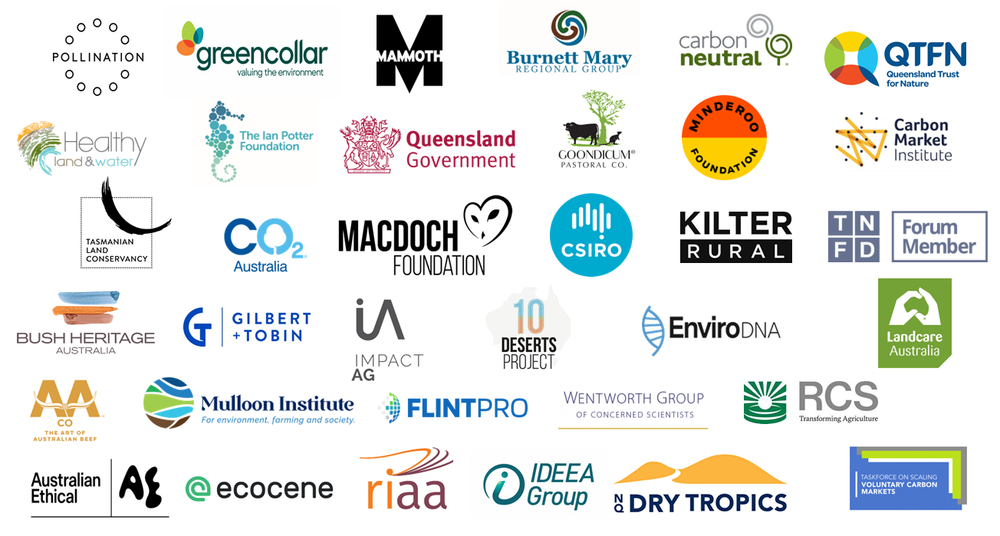 POLLINATION
greencollar
valuing the environment
MAMMOTH
Burnett Mary
REGIONAL GROUP
carbon
neutral
QTFN
Queensland Trust
for Nature
Healthy
land & water
The Ian Potter
Foundation
Queensland
Government
GOONDICUM®
PASTORAL CO.
MINDEROO
FOUNDATION
Carbon
Market
Institute
TASMANIAN
LAND
CONSERVANCY
CO2
Australia
MACDOCH
FOUNDATION
CSIRO
KILTER
RURAL
TN
FD
Forum
Member
BUSH HERITAGE
AUSTRALIA
GT
GILBERT
+TOBIN
iA
IMPACT
AG
10
DESERTS
PROJECT
EnviroDNA
Landcare
Australia
AA
CO
THE ART OF
AUSTRALIAN BEEF
Mulloon Institute
For environment, farming and society.
FLINTPRO
WENTWORTH GROUP
OF CONCERNED SCIENTISTS
RCS
Transforming Agriculture
Australian
Ethical
AE
ecocene
riaa
i
IDEEA
Group
NQ DRY TROPICS
TASKFORCE ON SCALING
VOLUNTARY CARBON
MARKETS